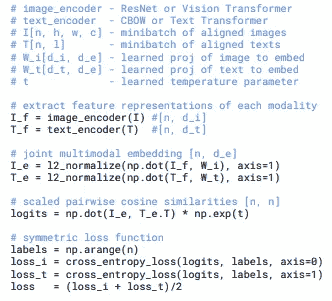 # image_encoder - ResNet or Vision Transformer
# text_encoder - CBOW or Text Transformer
# I[n, h, w, c] - minibatch of aligned images
# T[n, l] - minibatch of aligned texts
# W_i[d_i, d_e] - learned proj of image to embed
# W_t[d_t, d_e] - learned proj of text to embed
# t - learned temperature parameter
# extract feature representations of each modality
I_f = image_encoder(I) #[n, d_i]
T_f = text_encoder(T) #[n, d_t]
# joint multimodal embedding [n, d_e]
I_e = l2_normalize(np.dot(I_f, W_i), axis=1)
T_e = l2_normalize(np.dot(T_f, W_t), axis=1)
# scaled pairwise cosine similarities [n, n]
logits = np.dot(I_e, T_e.T) * np.exp(t)
# symmetric loss function
labels = np.arange(n)
loss_i = cross_entropy_loss(logits, labels, axis=0)
loss_t = cross_entropy_loss(logits, labels, axis=1)
loss = (loss_i + loss_t)/2